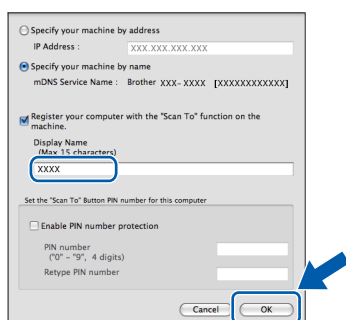 Specify your machine by address
IP Address : XXX.XXX.XXX.XXX
Specify your machine by name
mDNS Service Name : Brother XXX-XXXX [XXXXXXXXXXXX]
Register your computer with the "Scan To" function on the
machine.
Display Name
(Max 15 characters)
XXXX
Set the "Scan To" Button PIN number for this computer
Enable PIN number protection
PIN number
("0" - "9", 4 digits)
Retype PIN number
Cancel OK